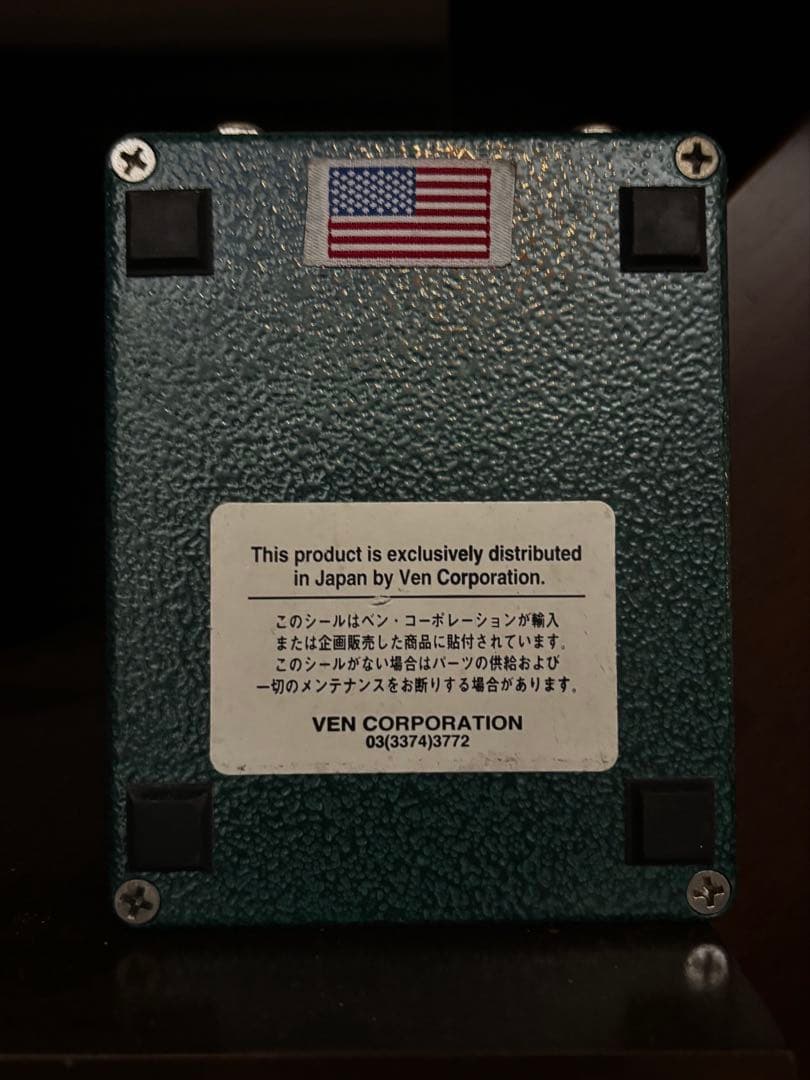 This product is exclusively distributed
in Japan by Ven Corporation.
このシールはベン・コーポレーションが輸入
または企画販売した商品に貼付されています。
このシールがない場合はパーツの供給および
一切のメンテナンスをお断りする場合があります。
VEN CORPORATION
03(3374)3772